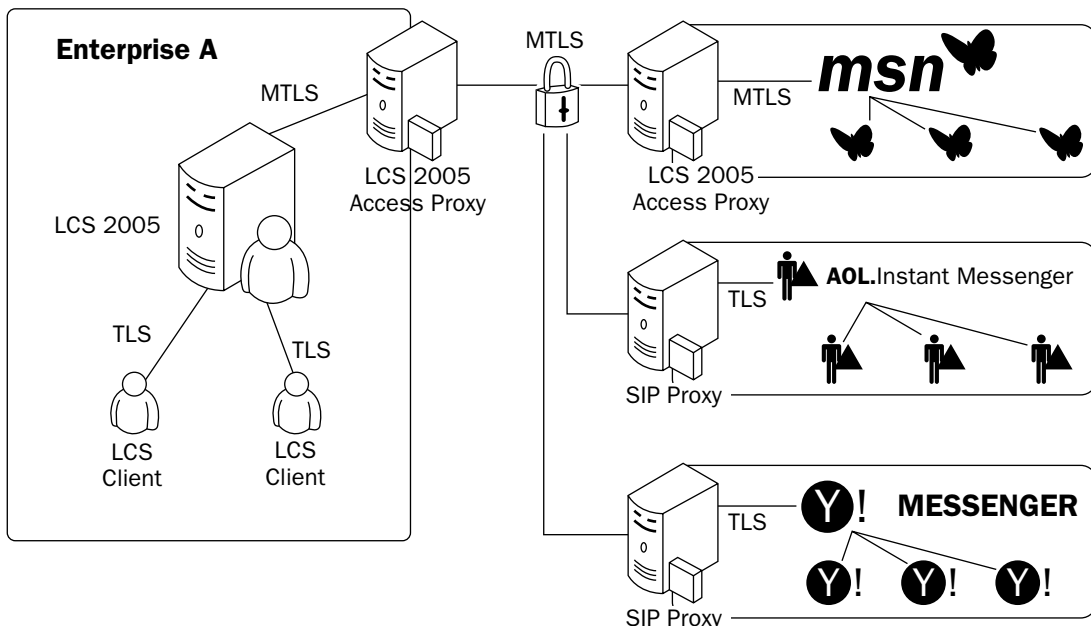 Enterprise A
MTLS
LCS 2005
Access Proxy
LCS 2005
TLS
TLS
LCS
Client
LCS
Client
MTLS
LCS 2005
Access Proxy
MTLS
msn
SIP Proxy
TLS
AOL.Instant Messenger
SIP Proxy
TLS
Y! MESSENGER
Y! Y! Y!